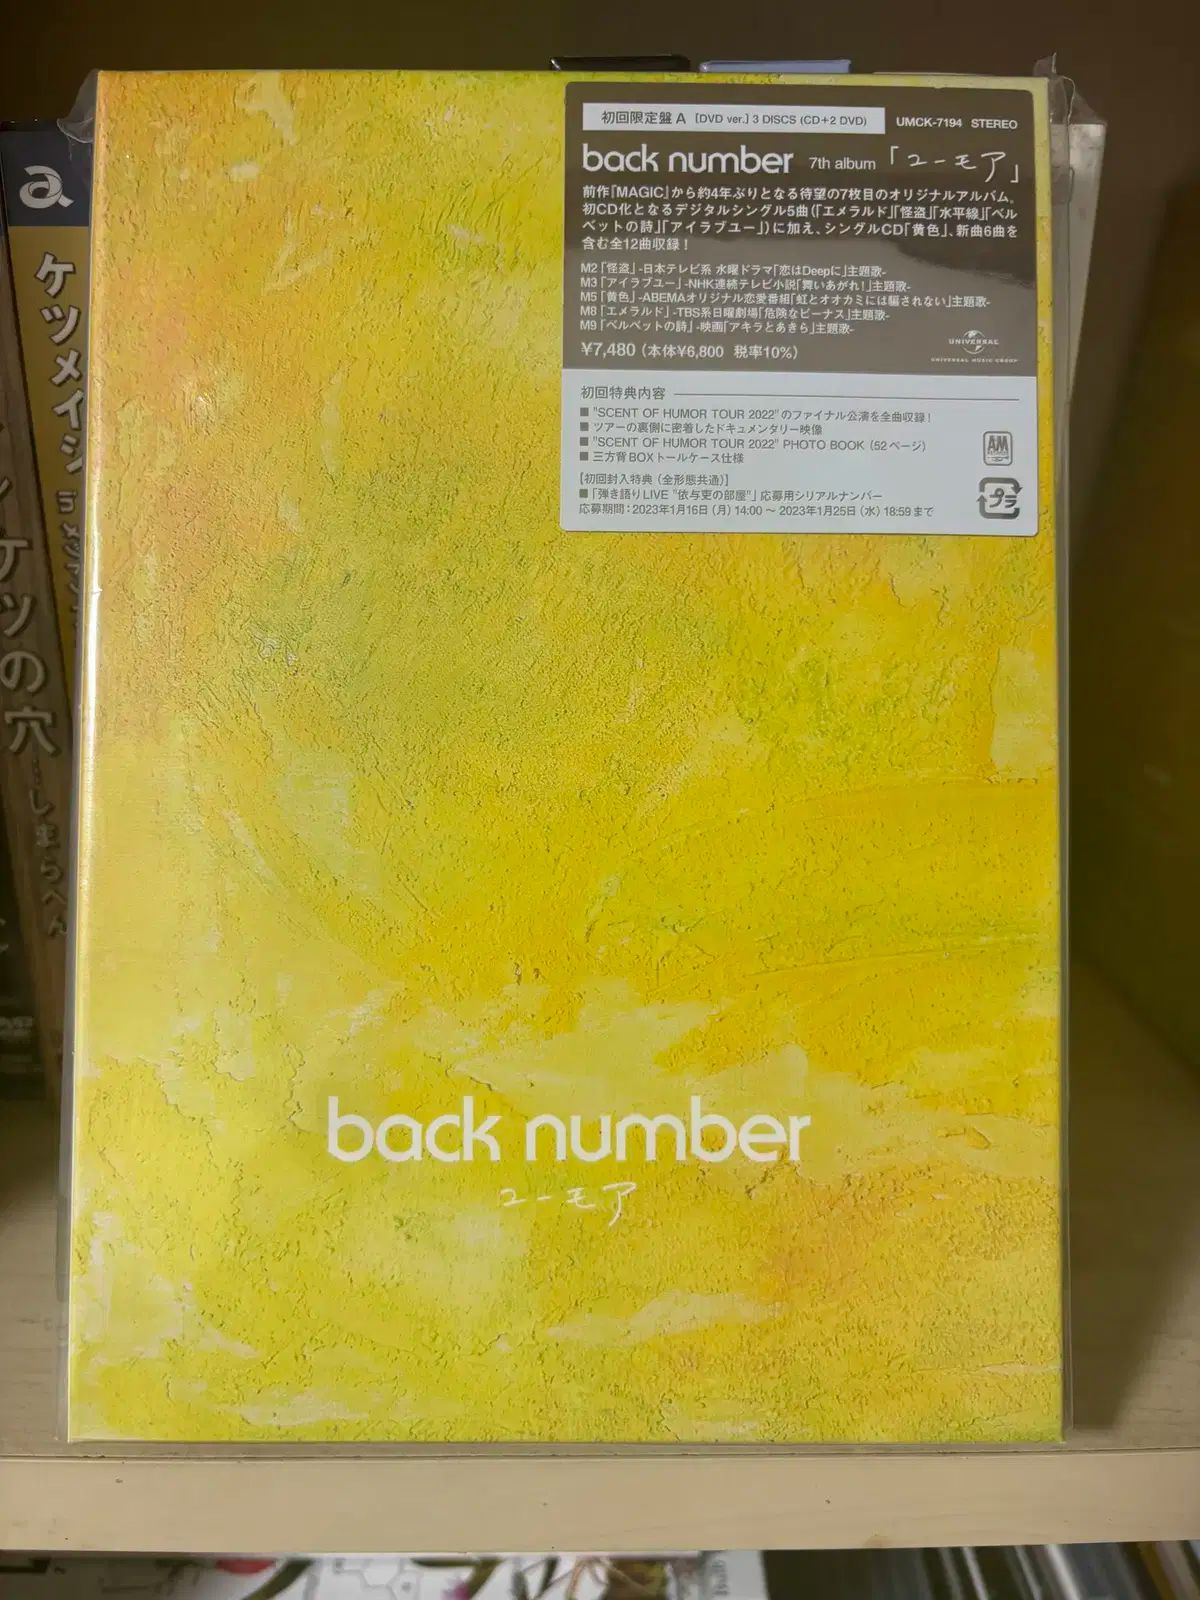 初回限定盤 A [DVD ver.] 3 DISCS (CD+2 DVD) UMCK-7194 STEREO
back number 7th album 「ユーモア」
前作『MAGIC』から約4年ぶりとなる待望の7枚目のオリジナルアルバム。
初CD化となるデジタルシングル5曲(「エメラルド」「怪盗」「水平線」「ベル
ベットの詩」「アイラブユー」)に加え、シングルCD「黄色」、新曲6曲を
含む全12曲収録!
M2「怪盗」-日本テレビ系 水曜ドラマ「恋はDeepに」主題歌-
M3「アイラブユー」-NHK連続テレビ小説「舞いあがれ!」主題歌-
M5「黄色」-ABEMAオリジナル恋愛番組「虹とオオカミには騙されない」主題歌-
M8「エメラルド」-TBS系日曜劇場「危険なビーナス」主題歌-
M9「ベルベットの詩」-映画「アキラとあきら」主題歌-
¥7,480(本体¥6,800 税率10%)
UNIVERSAL
UNIVERSAL MUSIC GROUP
初回特典内容
■ "SCENT OF HUMOR TOUR 2022"のファイナル公演を全曲収録!
■ ツアーの裏側に密着したドキュメンタリー映像
■ "SCENT OF HUMOR TOUR 2022" PHOTO BOOK (52ページ)
■ 三方背BOXトールケース仕様
【初回封入特典(全形態共通)】
■「弾き語りLIVE "依与吏の部屋"」応募用シリアルナンバー
応募期間:2023年1月16日(月)14:00 ~ 2023年1月25日(水)18:59まで
AM
プラ
back number
ユーモア
a
ケツメイシ
ケツの穴
…しまらへん